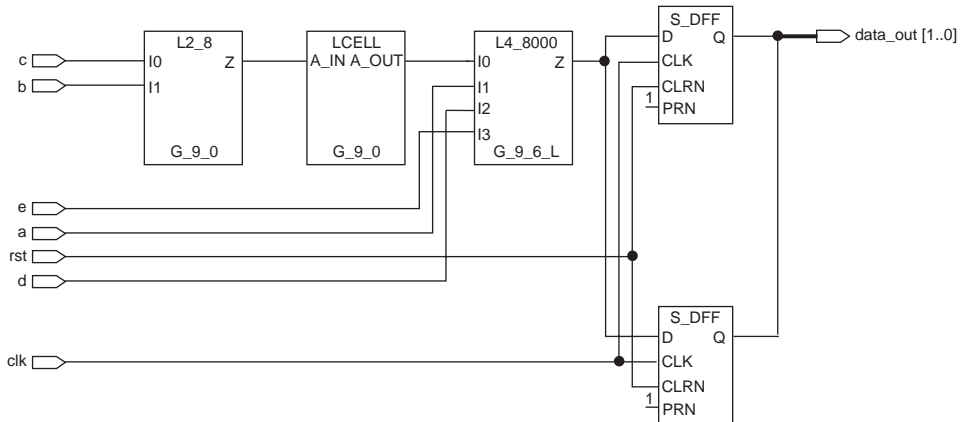 L2_8
I0
Z
I1
G_9_0
LCELL
A_IN A_OUT
G_9_0
L4_8000
I0
Z
I1
I2
I3
G_9_6_L
S_DFF
D
Q
CLK
CLRN
1
PRN
data_out [1..0]
c
b
e
a
rst
d
clk
S_DFF
D
Q
CLK
CLRN
1
PRN